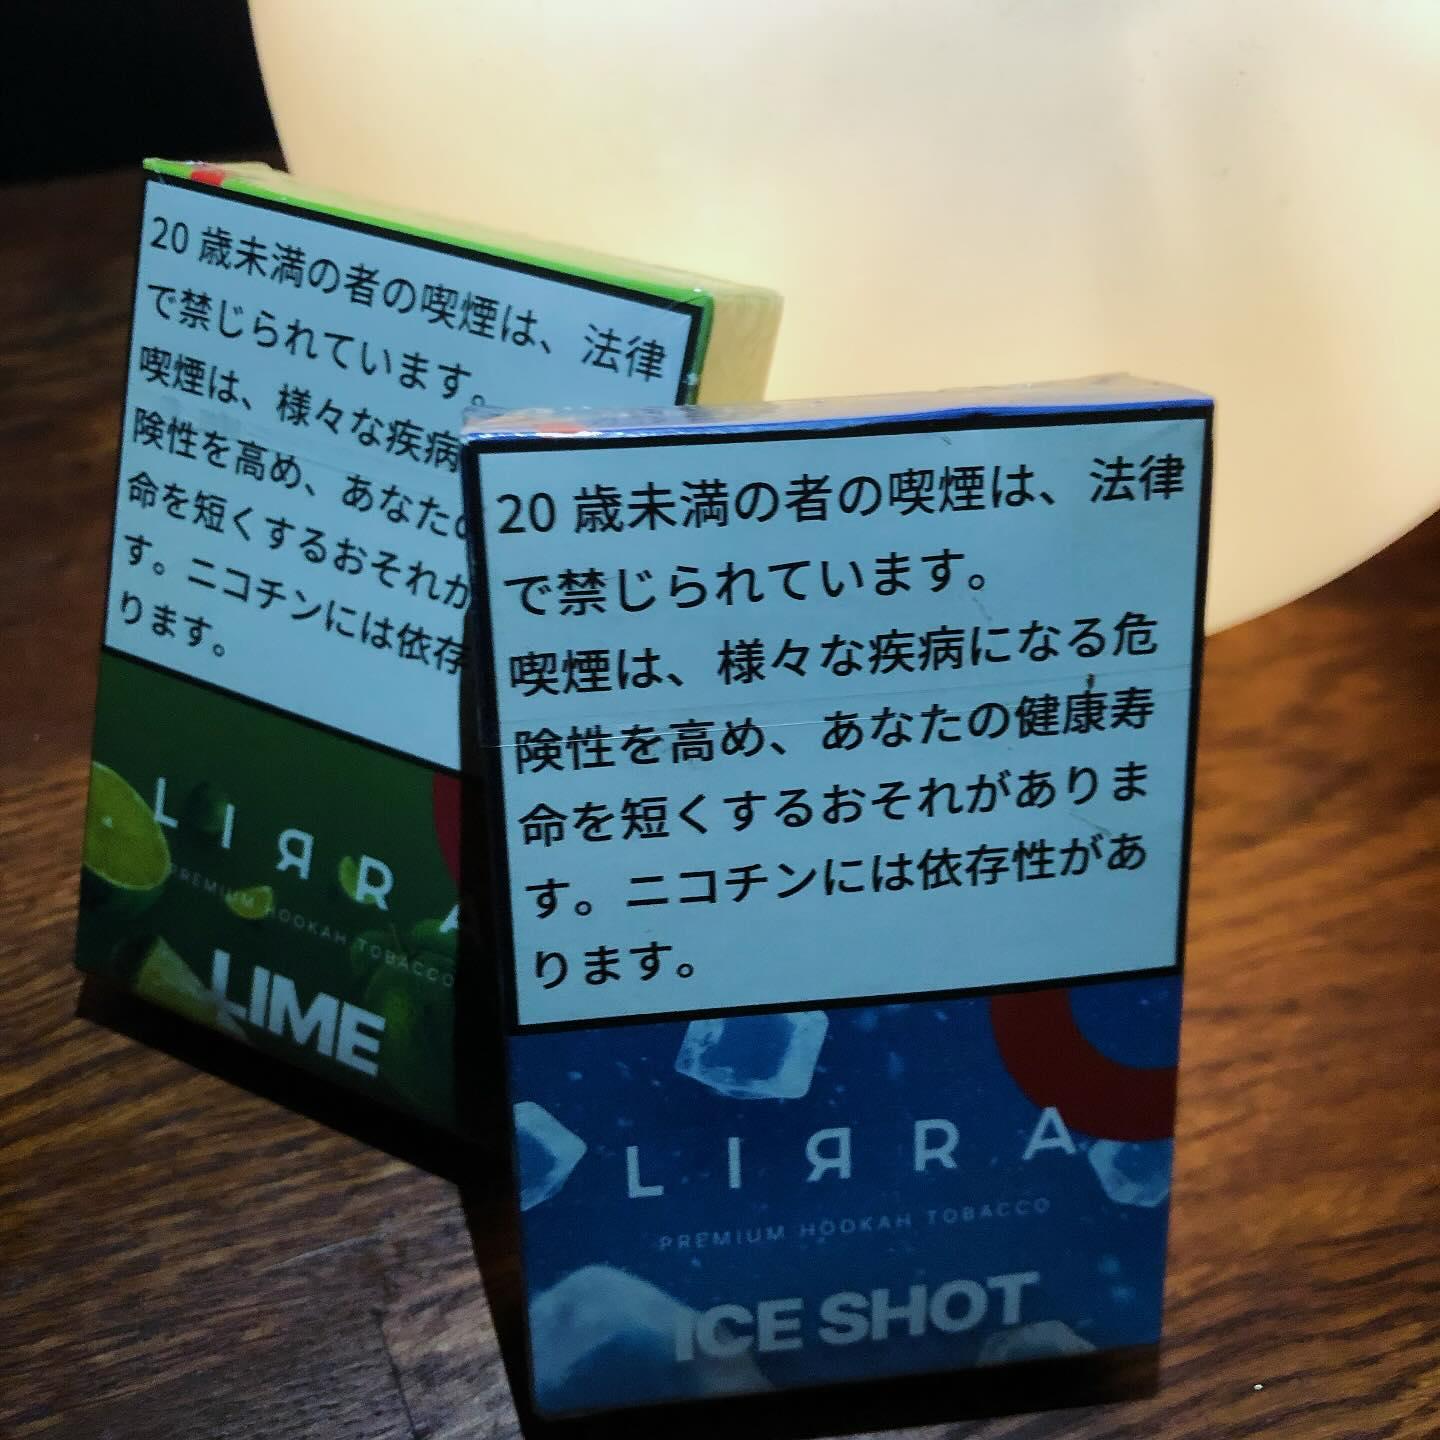 20 歳未満の者の喫煙は、法律
で禁じられています。
喫煙は、様々な疾病
険性を高め、あなたの
命を短くするおそれが
す。ニコチンには依存
ります。
LIЯRA
PREMIUM HOOKAH TOBACCO
LIME
20 歳未満の者の喫煙は、法律
で禁じられています。
喫煙は、様々な疾病になる危
険性を高め、あなたの健康寿
命を短くするおそれがありま
す。ニコチンには依存性があ
ります。
LIЯRA
PREMIUM HOOKAH TOBACCO
ICE SHOT